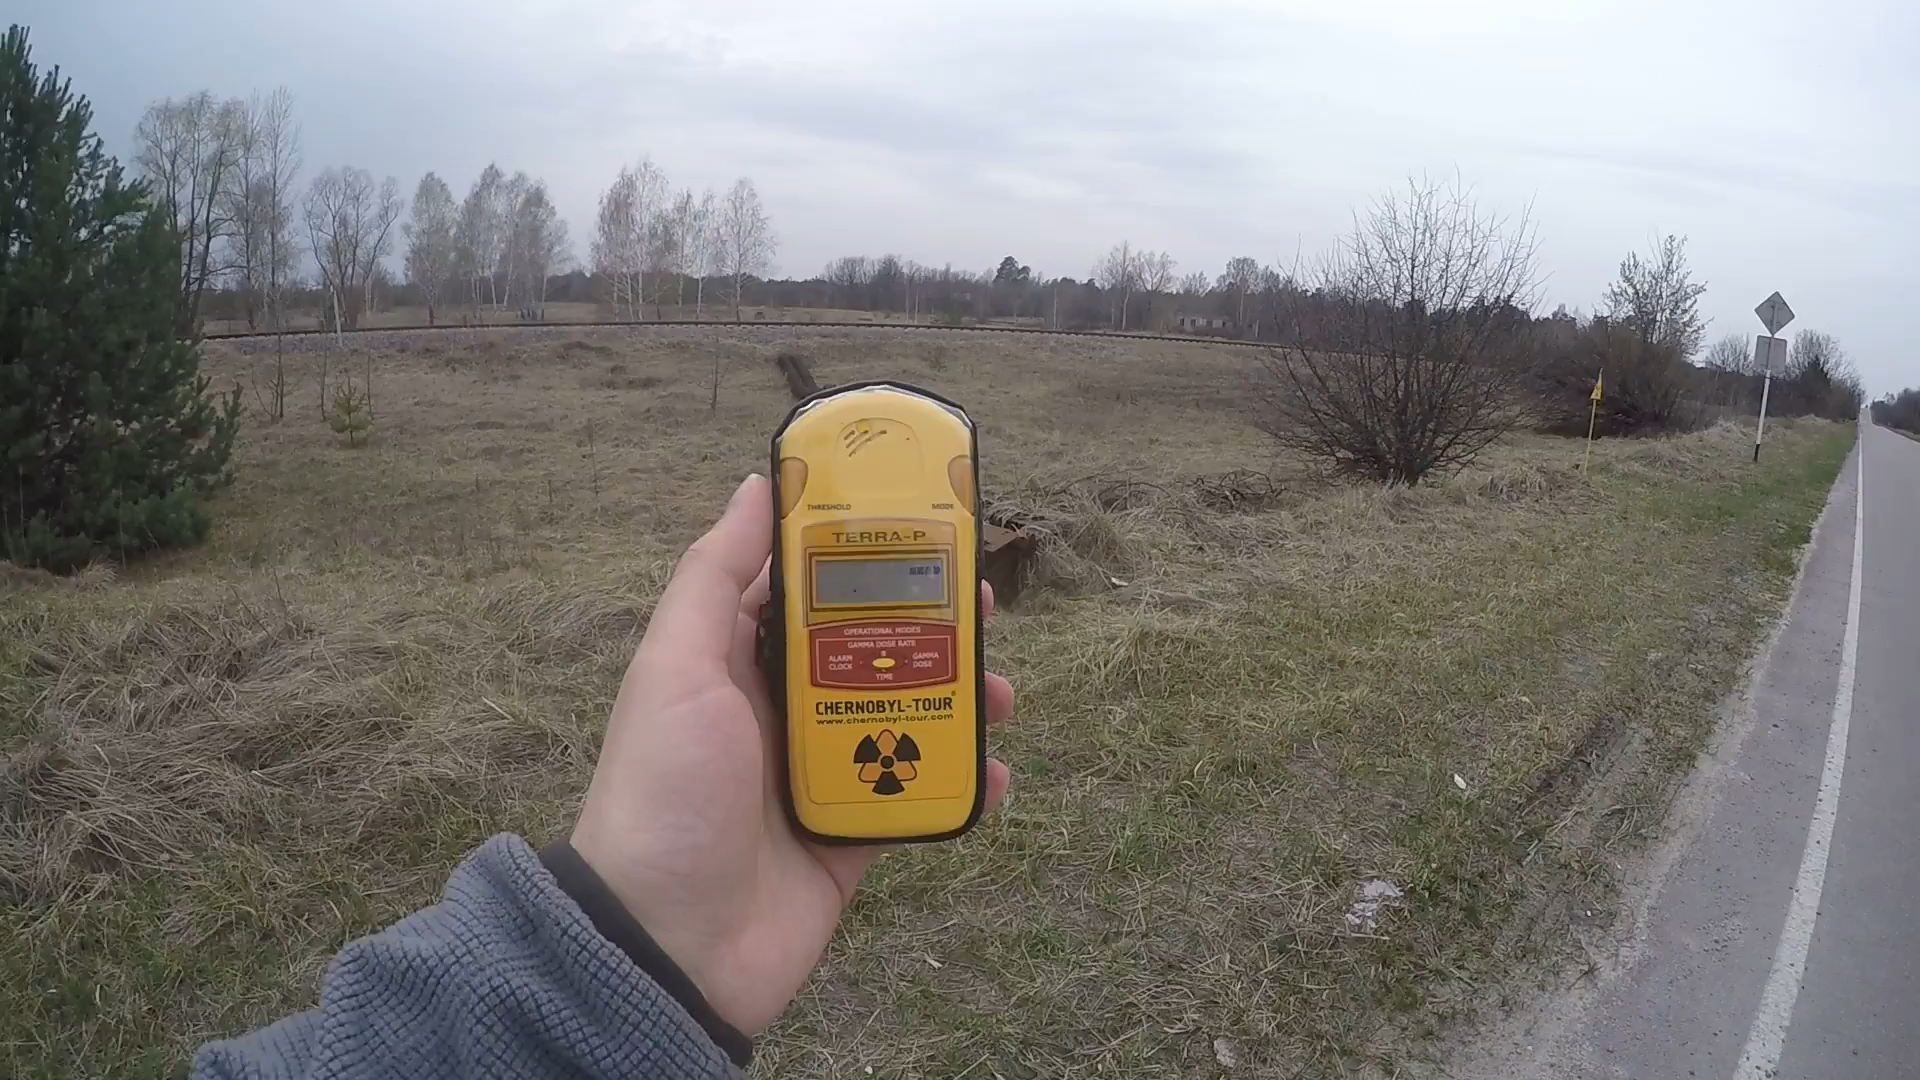 THRESHOLD MODE
TERRA-P
OPERATIONAL MODES
GAMMA DOSE RATE
ALARM CLOCK
GAMMA DOSE
TIME
CHERNOBYL-TOUR®
www.chernobyl-tour.com